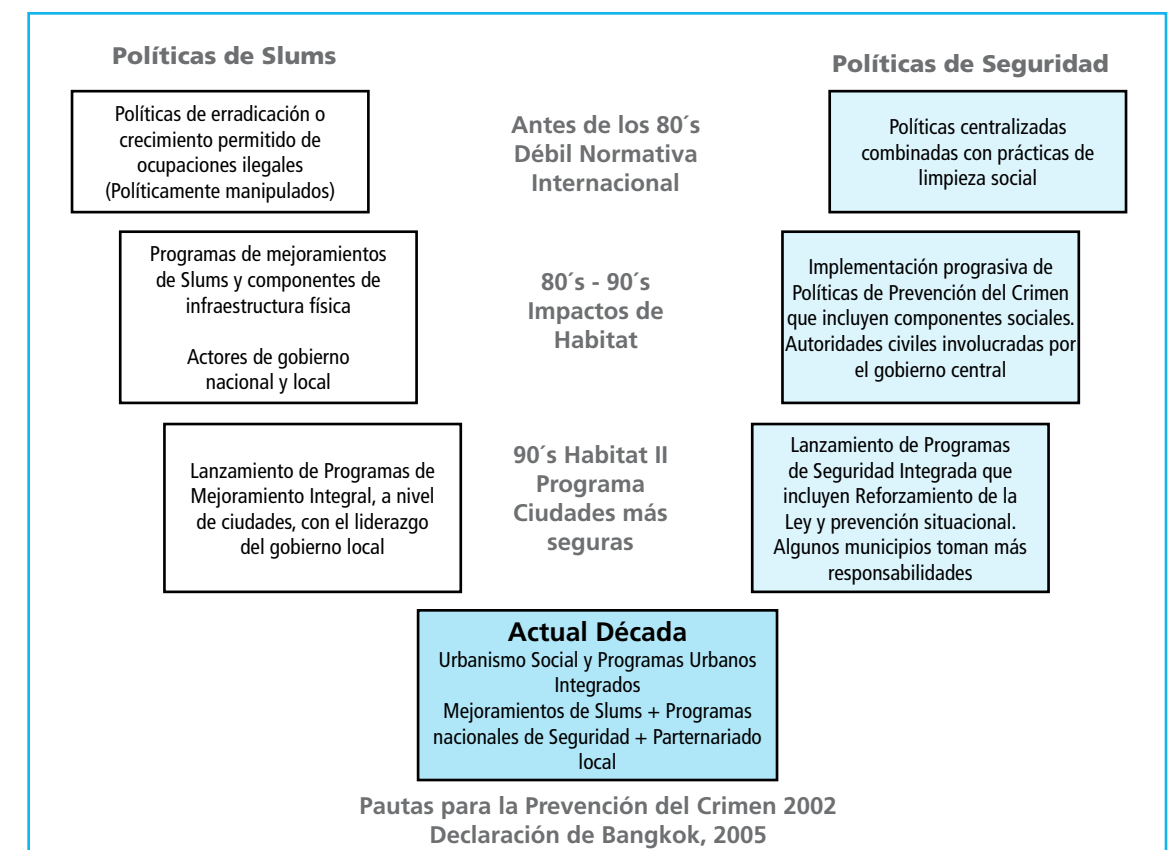 Políticas de Slums
Políticas de Seguridad
Políticas de erradicación o
crecimiento permitido de
ocupaciones ilegales
(Políticamente manipulados)
Antes de los 80´s
Débil Normativa
Internacional
Políticas centralizadas
combinadas con prácticas de
limpieza social
Programas de mejoramientos
de Slums y componentes de
infraestructura física
Actores de gobierno
nacional y local
80´s - 90´s
Impactos de
Habitat
Implementación prograsiva de
Políticas de Prevención del Crimen
que incluyen componentes sociales.
Autoridades civiles involucradas por
el gobierno central
Lanzamiento de Programas de
Mejoramiento Integral, a nivel
de ciudades, con el liderazgo
del gobierno local
90´s Habitat II
Programa
Ciudades más
seguras
Lanzamiento de Programas
de Seguridad Integrada que
incluyen Reforzamiento de la
Ley y prevención situacional.
Algunos municipios toman más
responsabilidades
Actual Década
Urbanismo Social y Programas Urbanos
Integrados
Mejoramientos de Slums + Programas
nacionales de Seguridad + Parternariado
local
Pautas para la Prevención del Crimen 2002
Declaración de Bangkok, 2005